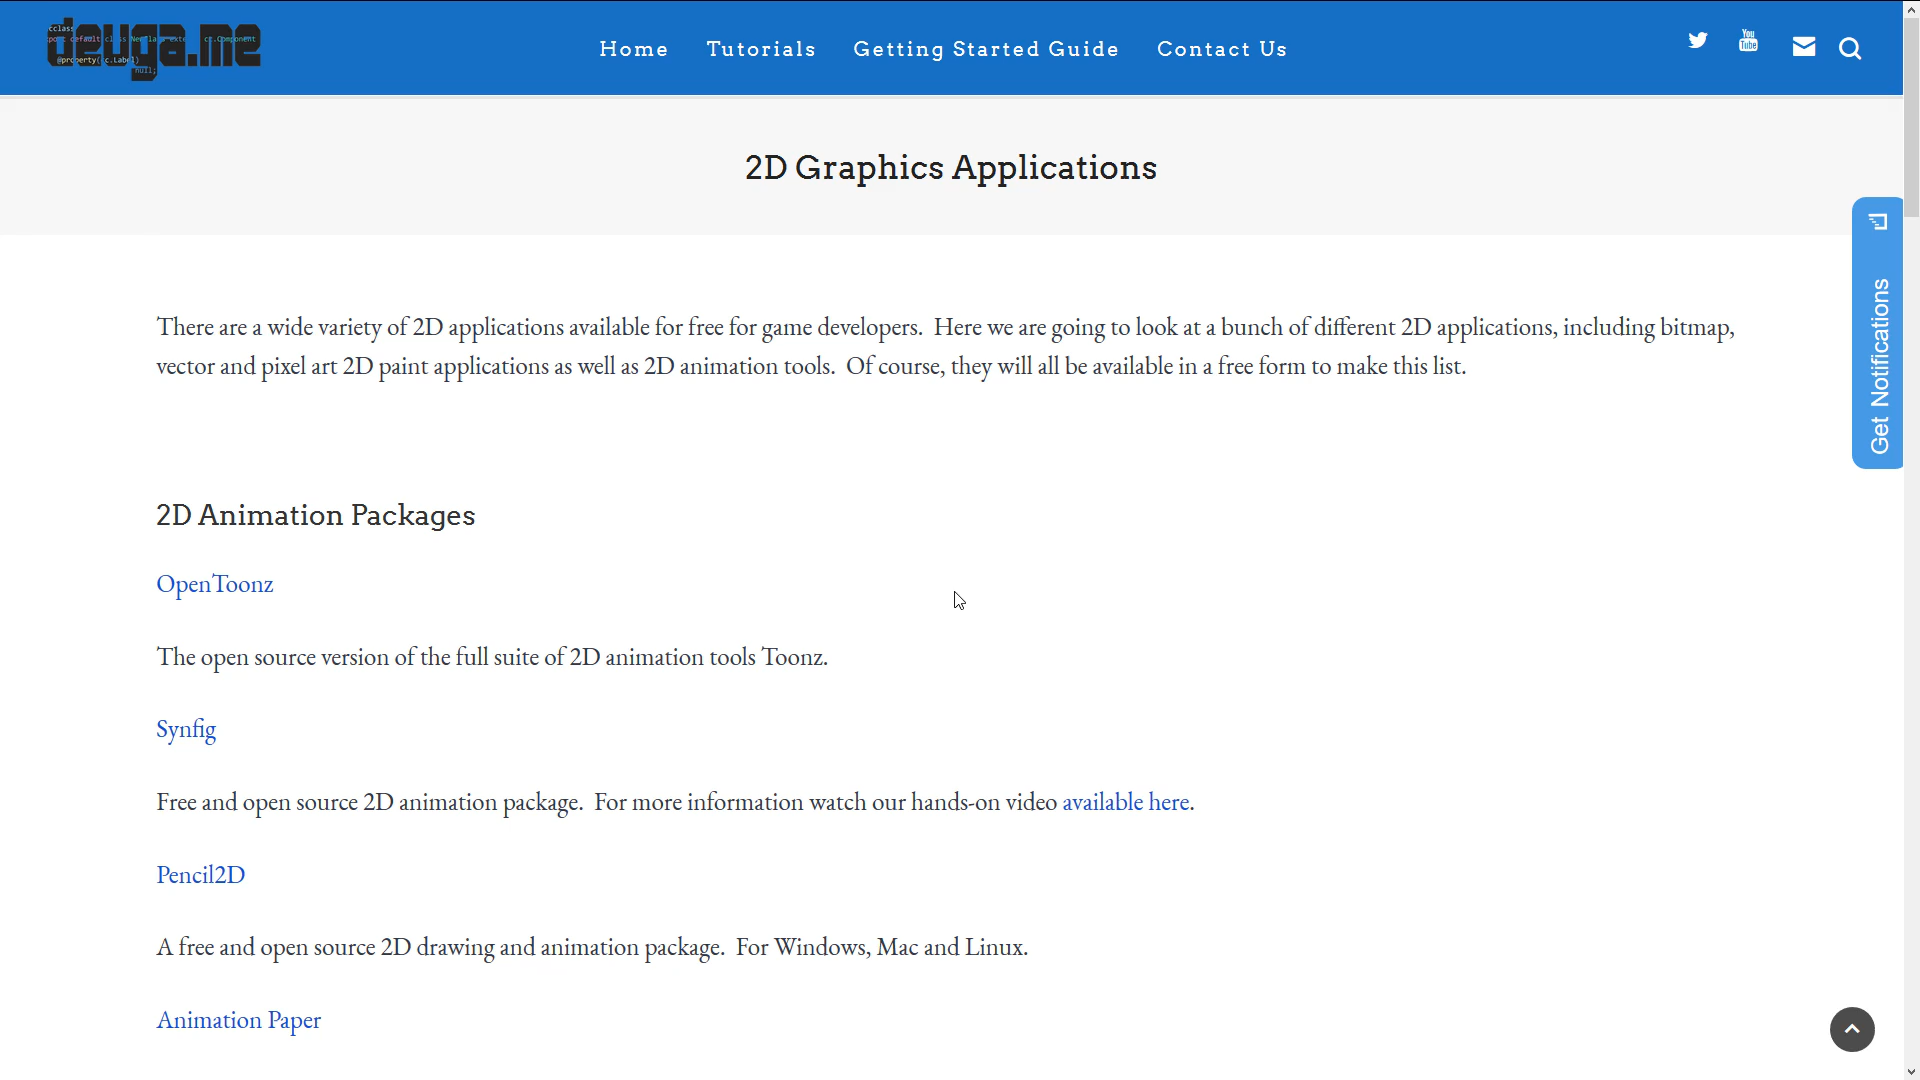 devga.me
Home
Tutorials
Getting Started Guide
Contact Us
You
Tube
2D Graphics Applications
Get Notifications
There are a wide variety of 2D applications available for free for game developers.  Here we are going to look at a bunch of different 2D applications, including bitmap,
vector and pixel art 2D paint applications as well as 2D animation tools.  Of course, they will all be available in a free form to make this list.
2D Animation Packages
OpenToonz
The open source version of the full suite of 2D animation tools Toonz.
Synfig
Free and open source 2D animation package.  For more information watch our hands-on video available here.
Pencil2D
A free and open source 2D drawing and animation package.  For Windows, Mac and Linux.
Animation Paper